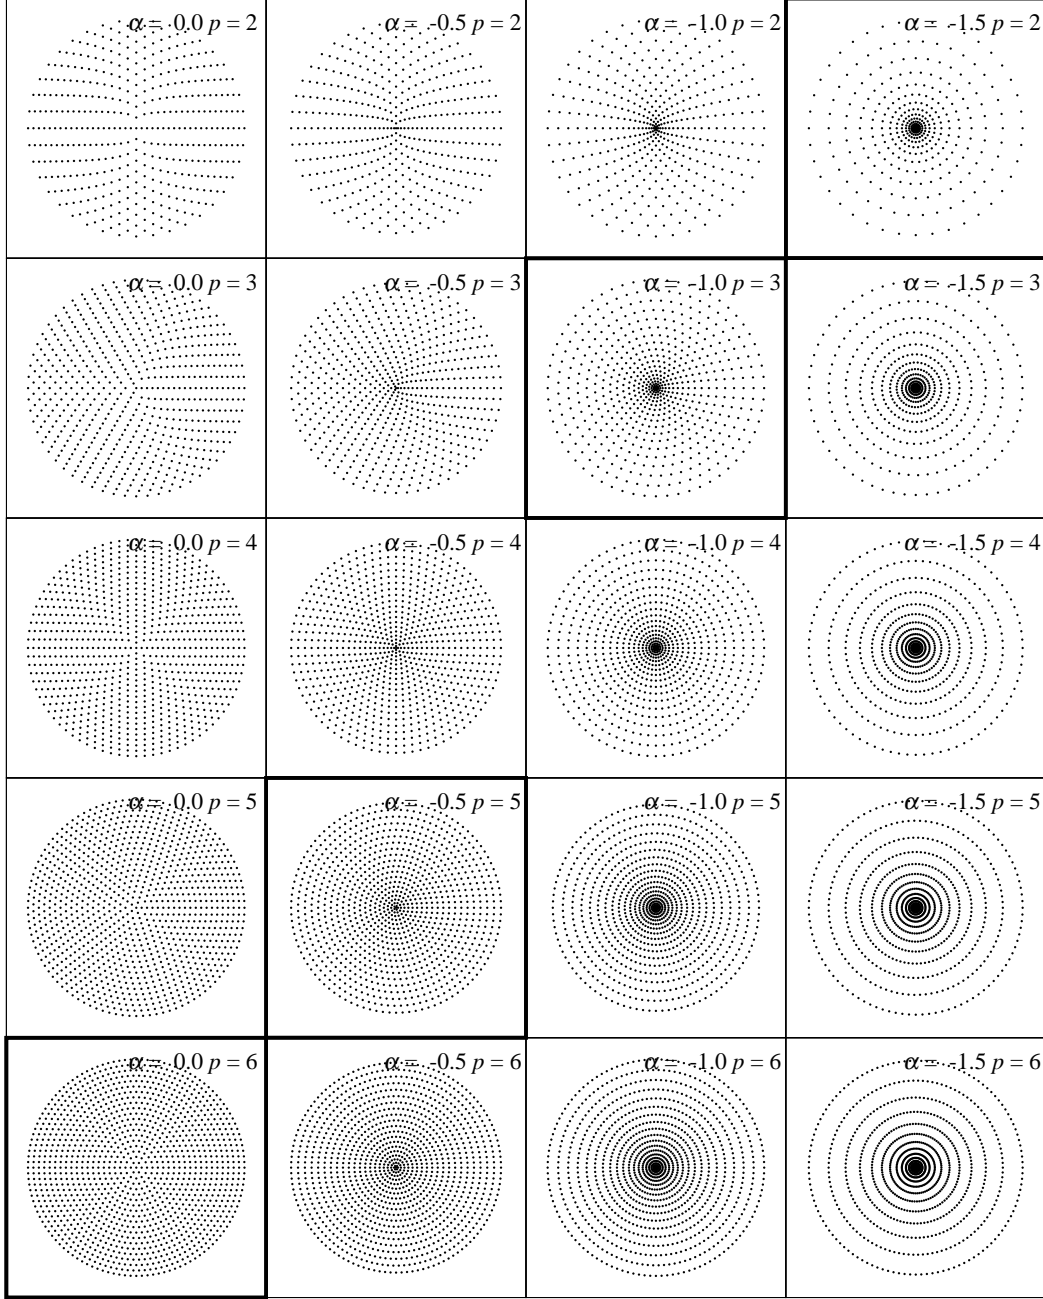 α = 0.0 p = 2
α = -0.5 p = 2
α = -1.0 p = 2
α = -1.5 p = 2
α = 0.0 p = 3
α = -0.5 p = 3
α = -1.0 p = 3
α = -1.5 p = 3
α = 0.0 p = 4
α = -0.5 p = 4
α = -1.0 p = 4
α = -1.5 p = 4
α = 0.0 p = 5
α = -0.5 p = 5
α = -1.0 p = 5
α = -1.5 p = 5
α = 0.0 p = 6
α = -0.5 p = 6
α = -1.0 p = 6
α = -1.5 p = 6